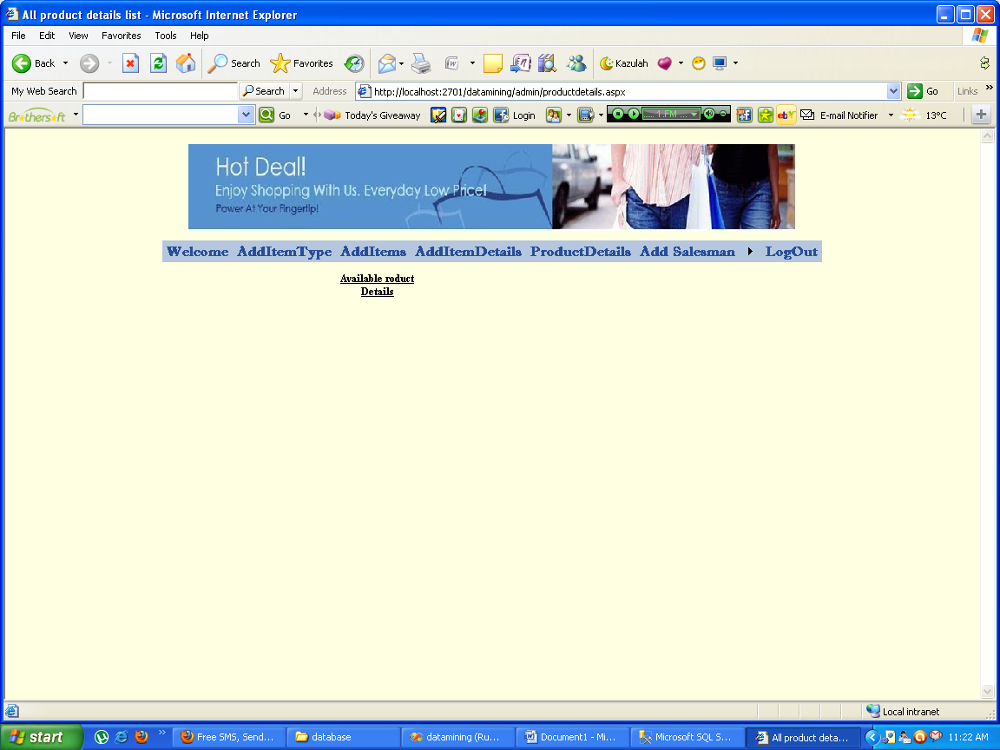 All product details list - Microsoft Internet Explorer
File Edit View Favorites Tools Help
Back Search Favorites Kazulah
My Web Search Search Address http://localhost:2701/datamining/admin/productdetails.aspx Go Links »
Br♦thers♦ft Go Today's Giveaway Login 1.FM ebY E-mail Notifier 13°C
Hot Deal!
Enjoy Shopping With Us. Everyday Low Price!
Power At Your Fingertip!
Welcome AddItemType AddItems AddItemDetails ProductDetails Add Salesman LogOut
Available roduct
Details
Local intranet
start » Free SMS, Send... database datamining (Ru... Document1 - Mi... Microsoft SQL S... All product deta... 11:22 AM